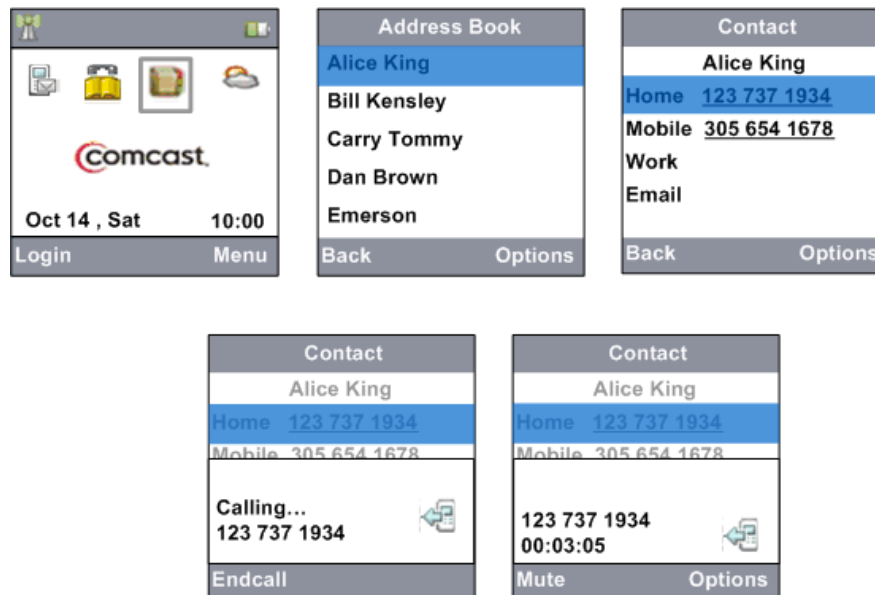 Comcast.
Oct 14 , Sat 10:00
Login Menu
Address Book
Alice King
Bill Kensley
Carry Tommy
Dan Brown
Emerson
Back Options
Contact
Alice King
Home 123 737 1934
Mobile 305 654 1678
Work
Email
Back Options
Contact
Alice King
Home 123 737 1934
Mobile 305 654 1678
Calling...
123 737 1934
Endcall
Contact
Alice King
Home 123 737 1934
Mobile 305 654 1678
123 737 1934
00:03:05
Mute Options